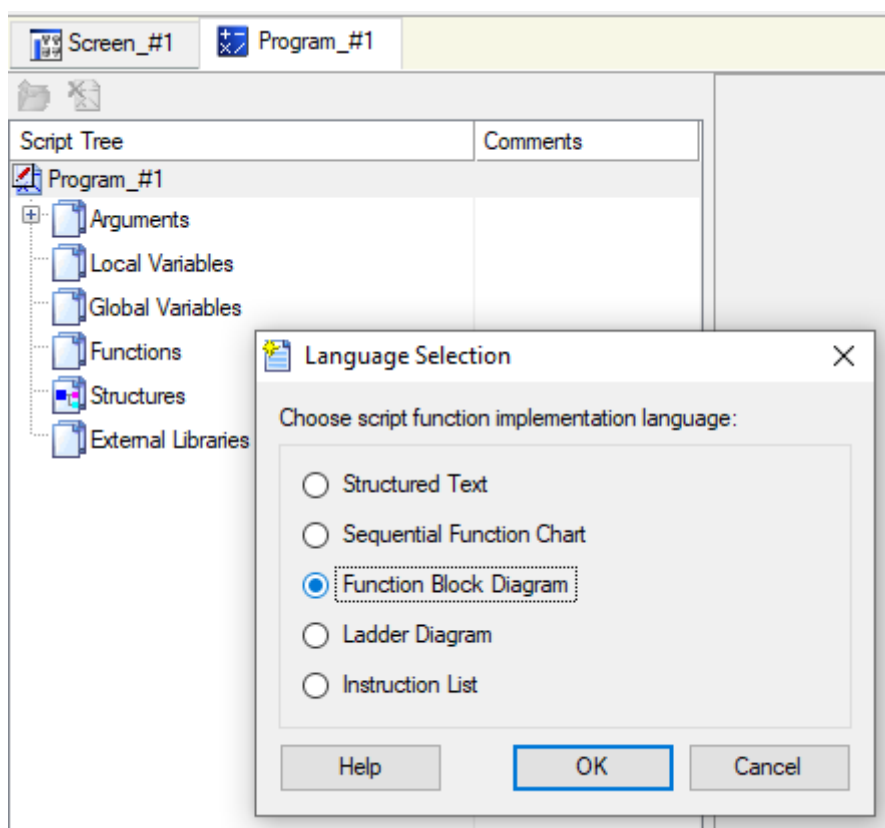 Screen_#1 Program_#1
Script Tree Comments
Program_#1
Arguments
Local Variables
Global Variables
Functions
Structures
External Libraries
Language Selection
Choose script function implementation language:
Structured Text
Sequential Function Chart
Function Block Diagram
Ladder Diagram
Instruction List
Help OK Cancel